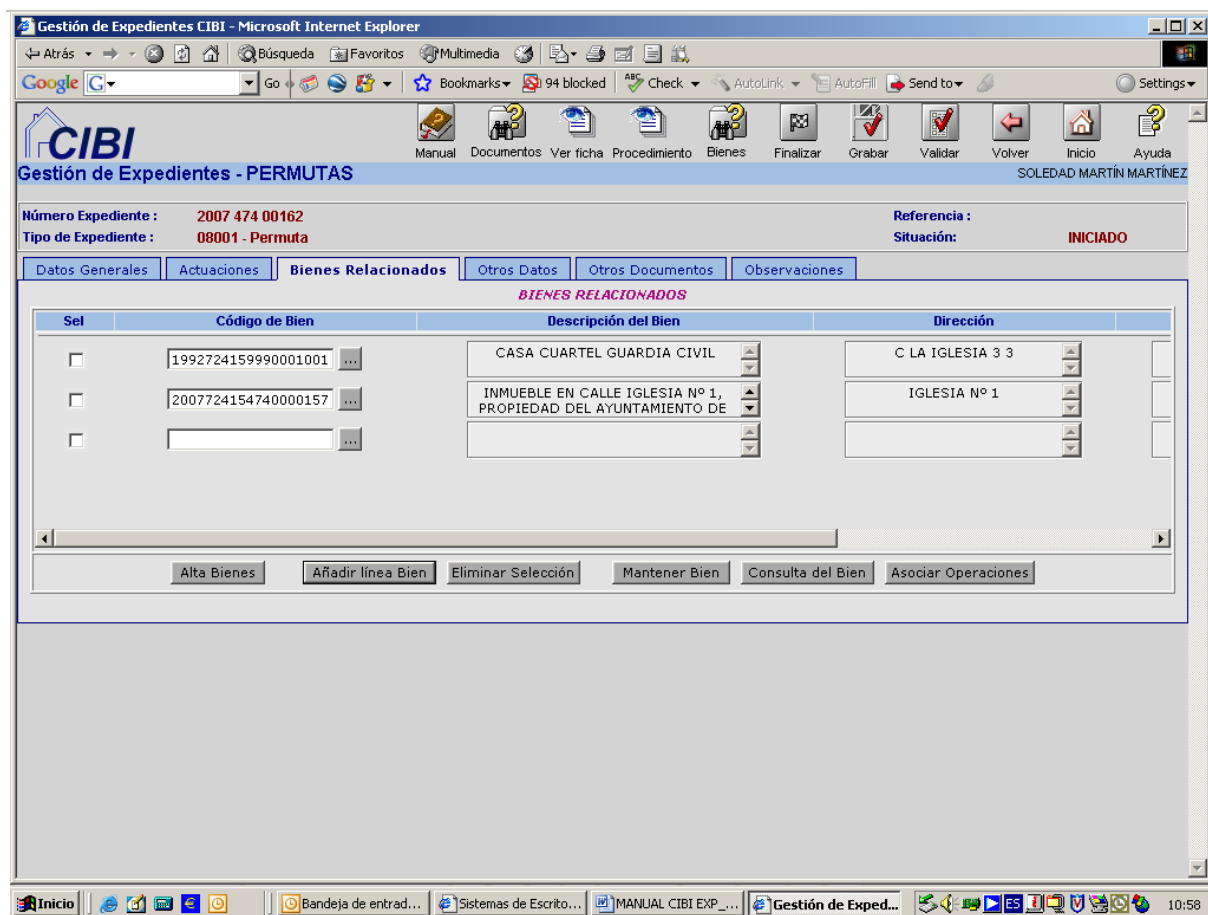 Gestión de Expedientes CIBI - Microsoft Internet Explorer
Atrás Búsqueda Favoritos Multimedia
Google G Go Bookmarks 94 blocked ABC Check AutoLink AutoFill Send to Settings
CIBI
Manual Documentos Ver ficha Procedimiento Bienes Finalizar Grabar Validar Volver Inicio Ayuda
Gestión de Expedientes - PERMUTAS SOLEDAD MARTÍN MARTÍNEZ
Número Expediente : 2007 474 00162 Referencia :
Tipo de Expediente : 08001 - Permuta Situación: INICIADO
Datos Generales Actuaciones Bienes Relacionados Otros Datos Otros Documentos Observaciones
BIENES RELACIONADOS
Sel Código de Bien Descripción del Bien Dirección
1992724159990001001 ... CASA CUARTEL GUARDIA CIVIL C LA IGLESIA 3 3
2007724154740000157 ... INMUEBLE EN CALLE IGLESIA Nº 1, IGLESIA Nº 1
PROPIEDAD DEL AYUNTAMIENTO DE
...
Alta Bienes Añadir línea Bien Eliminar Selección Mantener Bien Consulta del Bien Asociar Operaciones
Inicio Bandeja de entrad... Sistemas de Escrito... MANUAL CIBI EXP_... Gestión de Exped... ES 10:58